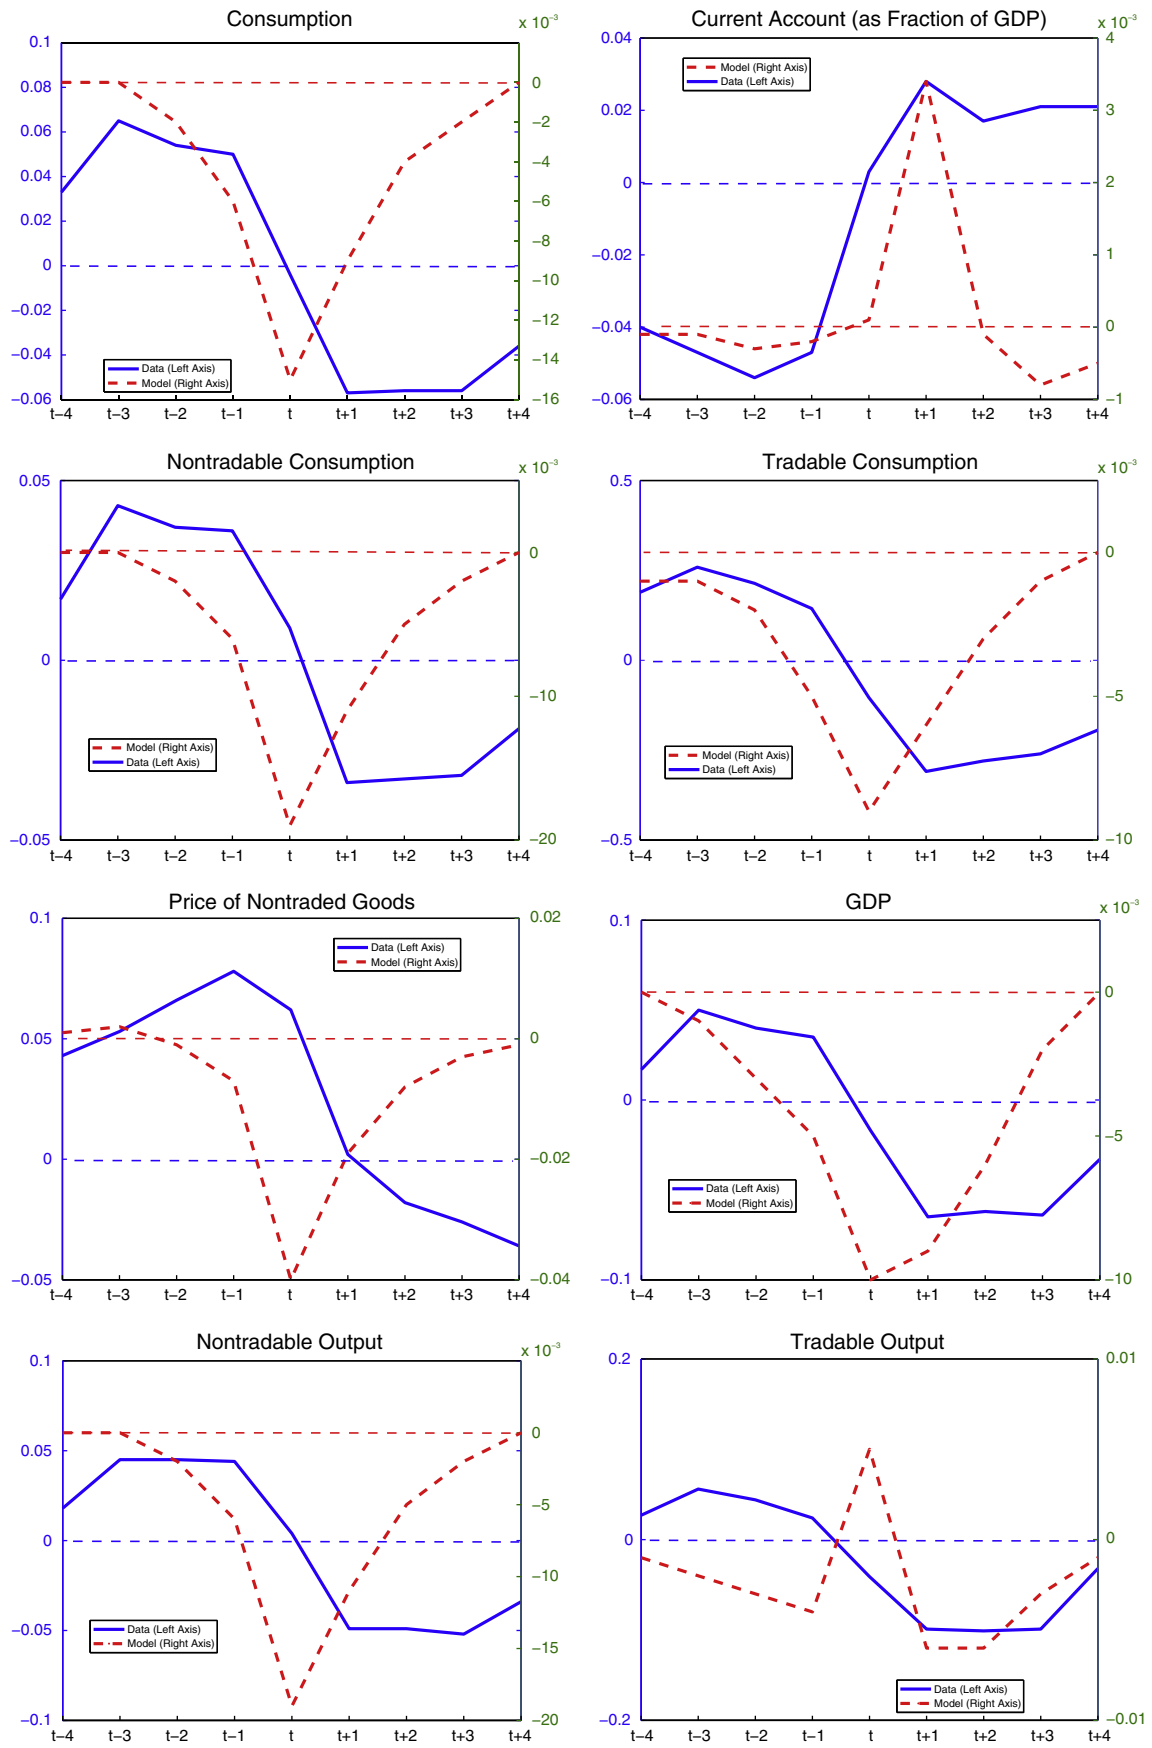 Consumption
x 10⁻³
0.1
0.08
0.06
0.04
0.02
0
−0.02
−0.04
−0.06
0
−2
−4
−6
−8
−10
−12
−14
−16
Data (Left Axis)
Model (Right Axis)
t−4 t−3 t−2 t−1 t t+1 t+2 t+3 t+4
Current Account (as Fraction of GDP)
x 10⁻³
0.04
0.02
0
−0.02
−0.04
−0.06
4
3
2
1
0
−1
Model (Right Axis)
Data (Left Axis)
t−4 t−3 t−2 t−1 t t+1 t+2 t+3 t+4
Nontradable Consumption
x 10⁻³
0.05
0
−0.05
0
−10
−20
Model (Right Axis)
Data (Left Axis)
t−4 t−3 t−2 t−1 t t+1 t+2 t+3 t+4
Tradable Consumption
x 10⁻³
0.5
0
−0.5
0
−5
−10
Model (Right Axis)
Data (Left Axis)
t−4 t−3 t−2 t−1 t t+1 t+2 t+3 t+4
Price of Nontraded Goods
0.1
0.05
0
−0.05
0.02
0
−0.02
−0.04
Data (Left Axis)
Model (Right Axis)
t−4 t−3 t−2 t−1 t t+1 t+2 t+3 t+4
GDP
x 10⁻³
0.1
0
−0.1
0
−5
−10
Data (Left Axis)
Model (Right Axis)
t−4 t−3 t−2 t−1 t t+1 t+2 t+3 t+4
Nontradable Output
x 10⁻³
0.1
0.05
0
−0.05
−0.1
0
−5
−10
−15
−20
Data (Left Axis)
Model (Right Axis)
t−4 t−3 t−2 t−1 t t+1 t+2 t+3 t+4
Tradable Output
0.2
0
−0.2
0.01
0
−0.01
Data (Left Axis)
Model (Right Axis)
t−4 t−3 t−2 t−1 t t+1 t+2 t+3 t+4